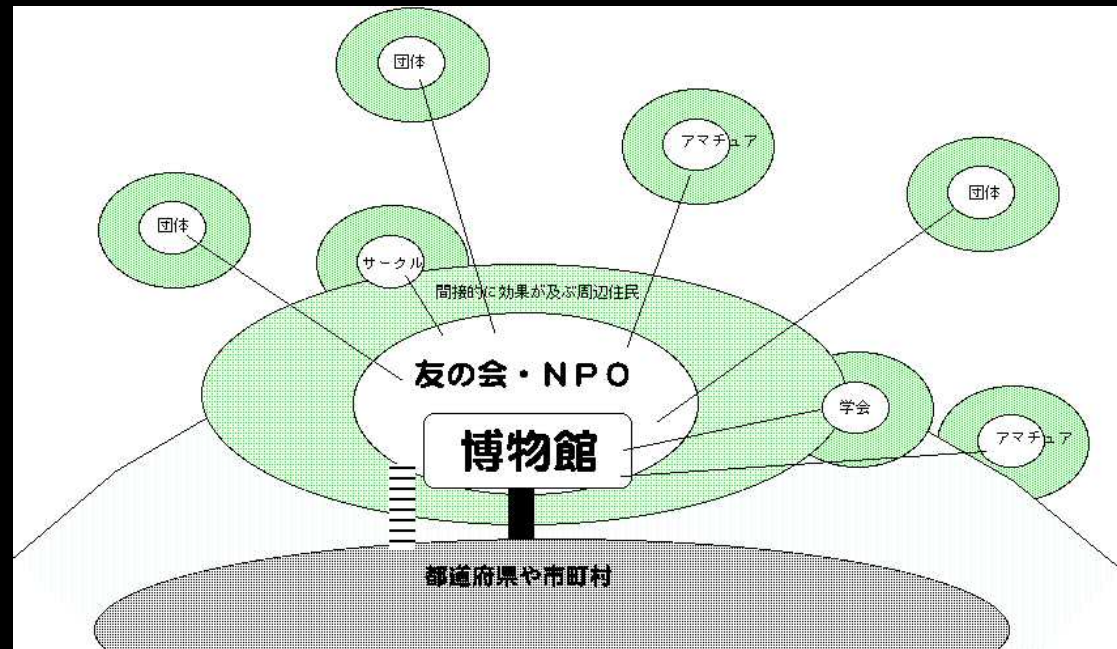 団体
アマチュア
団体
団体
サークル
間接的に効果が及ぶ周辺住民
友の会・ＮＰＯ
学会
博物館
アマチュア
都道府県や市町村